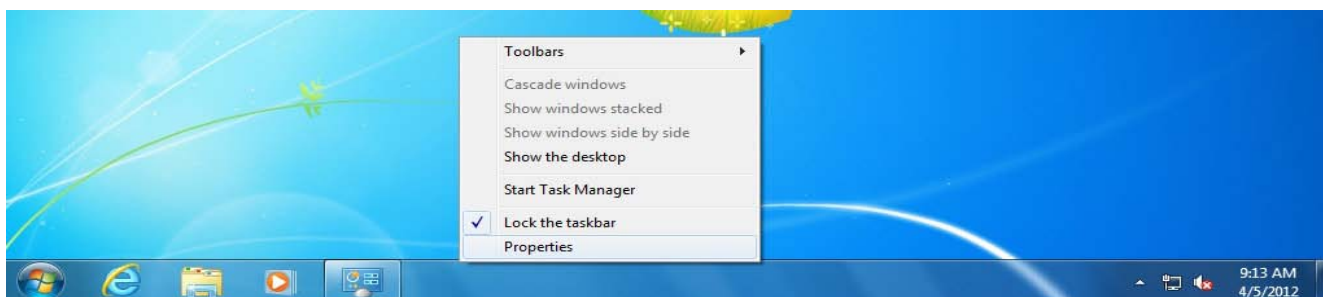 Toolbars
Cascade windows
Show windows stacked
Show windows side by side
Show the desktop
Start Task Manager
Lock the taskbar
Properties
9:13 AM
4/5/2012